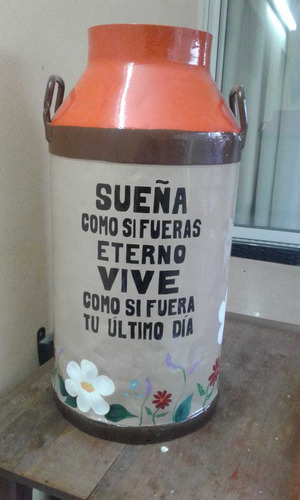 SUEÑA
COMO SI FUERAS
ETERNO
VIVE
COMO SI FUERA
TU ÚLTIMO DÍA